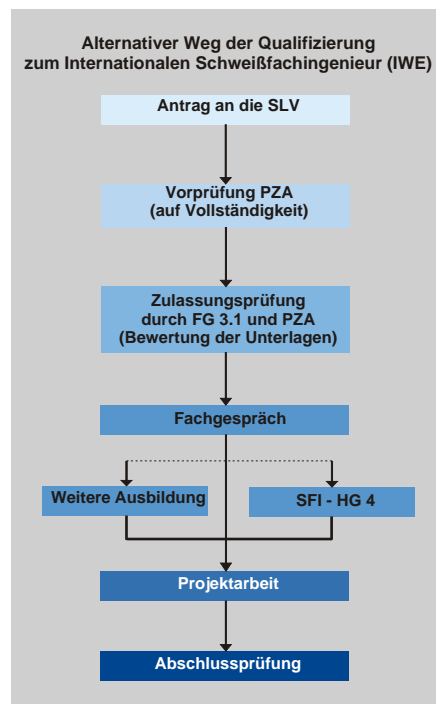 Alternativer Weg der Qualifizierung
zum Internationalen Schweißfachingenieur (IWE)
Antrag an die SLV
Vorprüfung PZA
(auf Vollständigkeit)
Zulassungsprüfung
durch FG 3.1 und PZA
(Bewertung der Unterlagen)
Fachgespräch
Weitere Ausbildung
SFI - HG 4
Projektarbeit
Abschlussprüfung